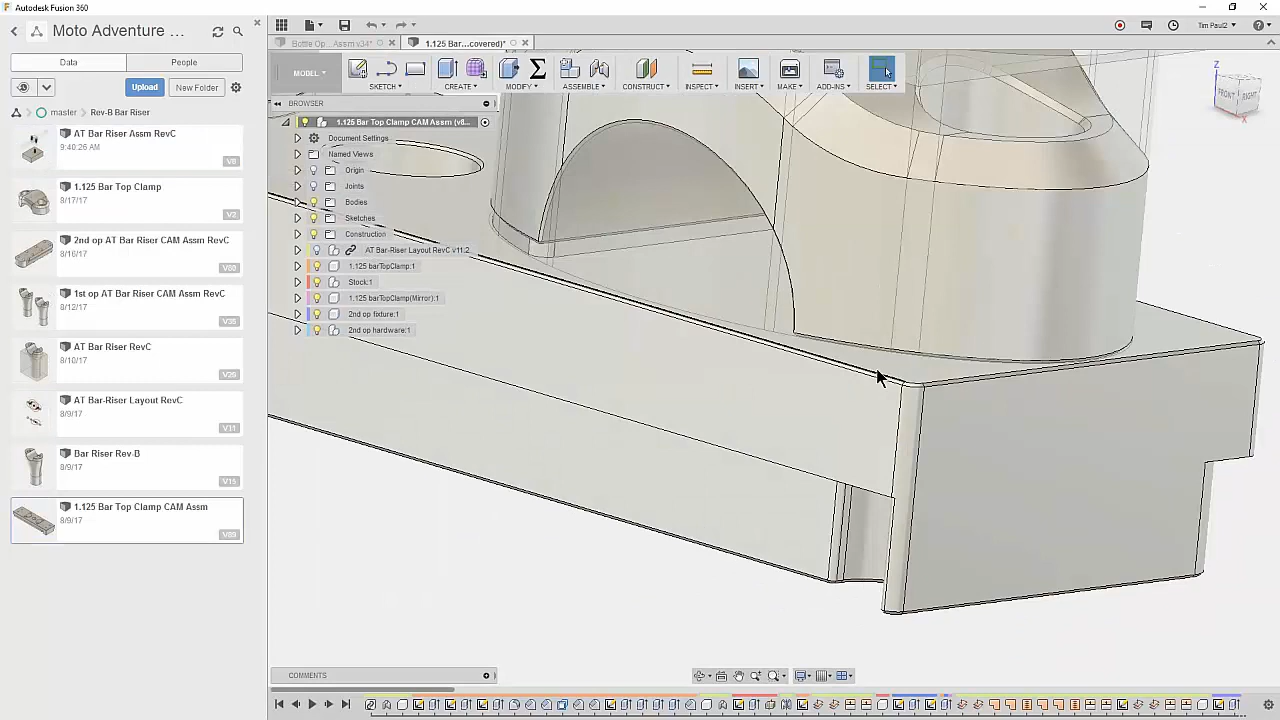 Autodesk Fusion 360
Moto Adventure ...
Tim Paul2
Bottle Op...Assm v34*
1.125 Bar...covered)*
Data
People
MODEL
SKETCH
CREATE
MODIFY
ASSEMBLE
CONSTRUCT
INSPECT
INSERT
MAKE
ADD-INS
SELECT
Upload
New Folder
master
Rev-B Bar Riser
BROWSER
1.125 Bar Top Clamp CAM Assm (v8...
Document Settings
Named Views
Origin
Joints
Bodies
Sketches
Construction
AT Bar-Riser Layout RevC v11:2
1.125 barTopClamp:1
Stock:1
1.125 barTopClamp(Mirror):1
2nd op fixture:1
2nd op hardware:1
AT Bar Riser Assm RevC
9:40:26 AM
V8
1.125 Bar Top Clamp
8/17/17
V2
2nd op AT Bar Riser CAM Assm RevC
8/16/17
V60
1st op AT Bar Riser CAM Assm RevC
8/12/17
AT Bar Riser RevC
8/10/17
AT Bar-Riser Layout RevC
8/9/17
V11
Bar Riser Rev-B
8/9/17
V15
1.125 Bar Top Clamp CAM Assm
8/9/17
Z
FRONT
RIGHT
X
COMMENTS